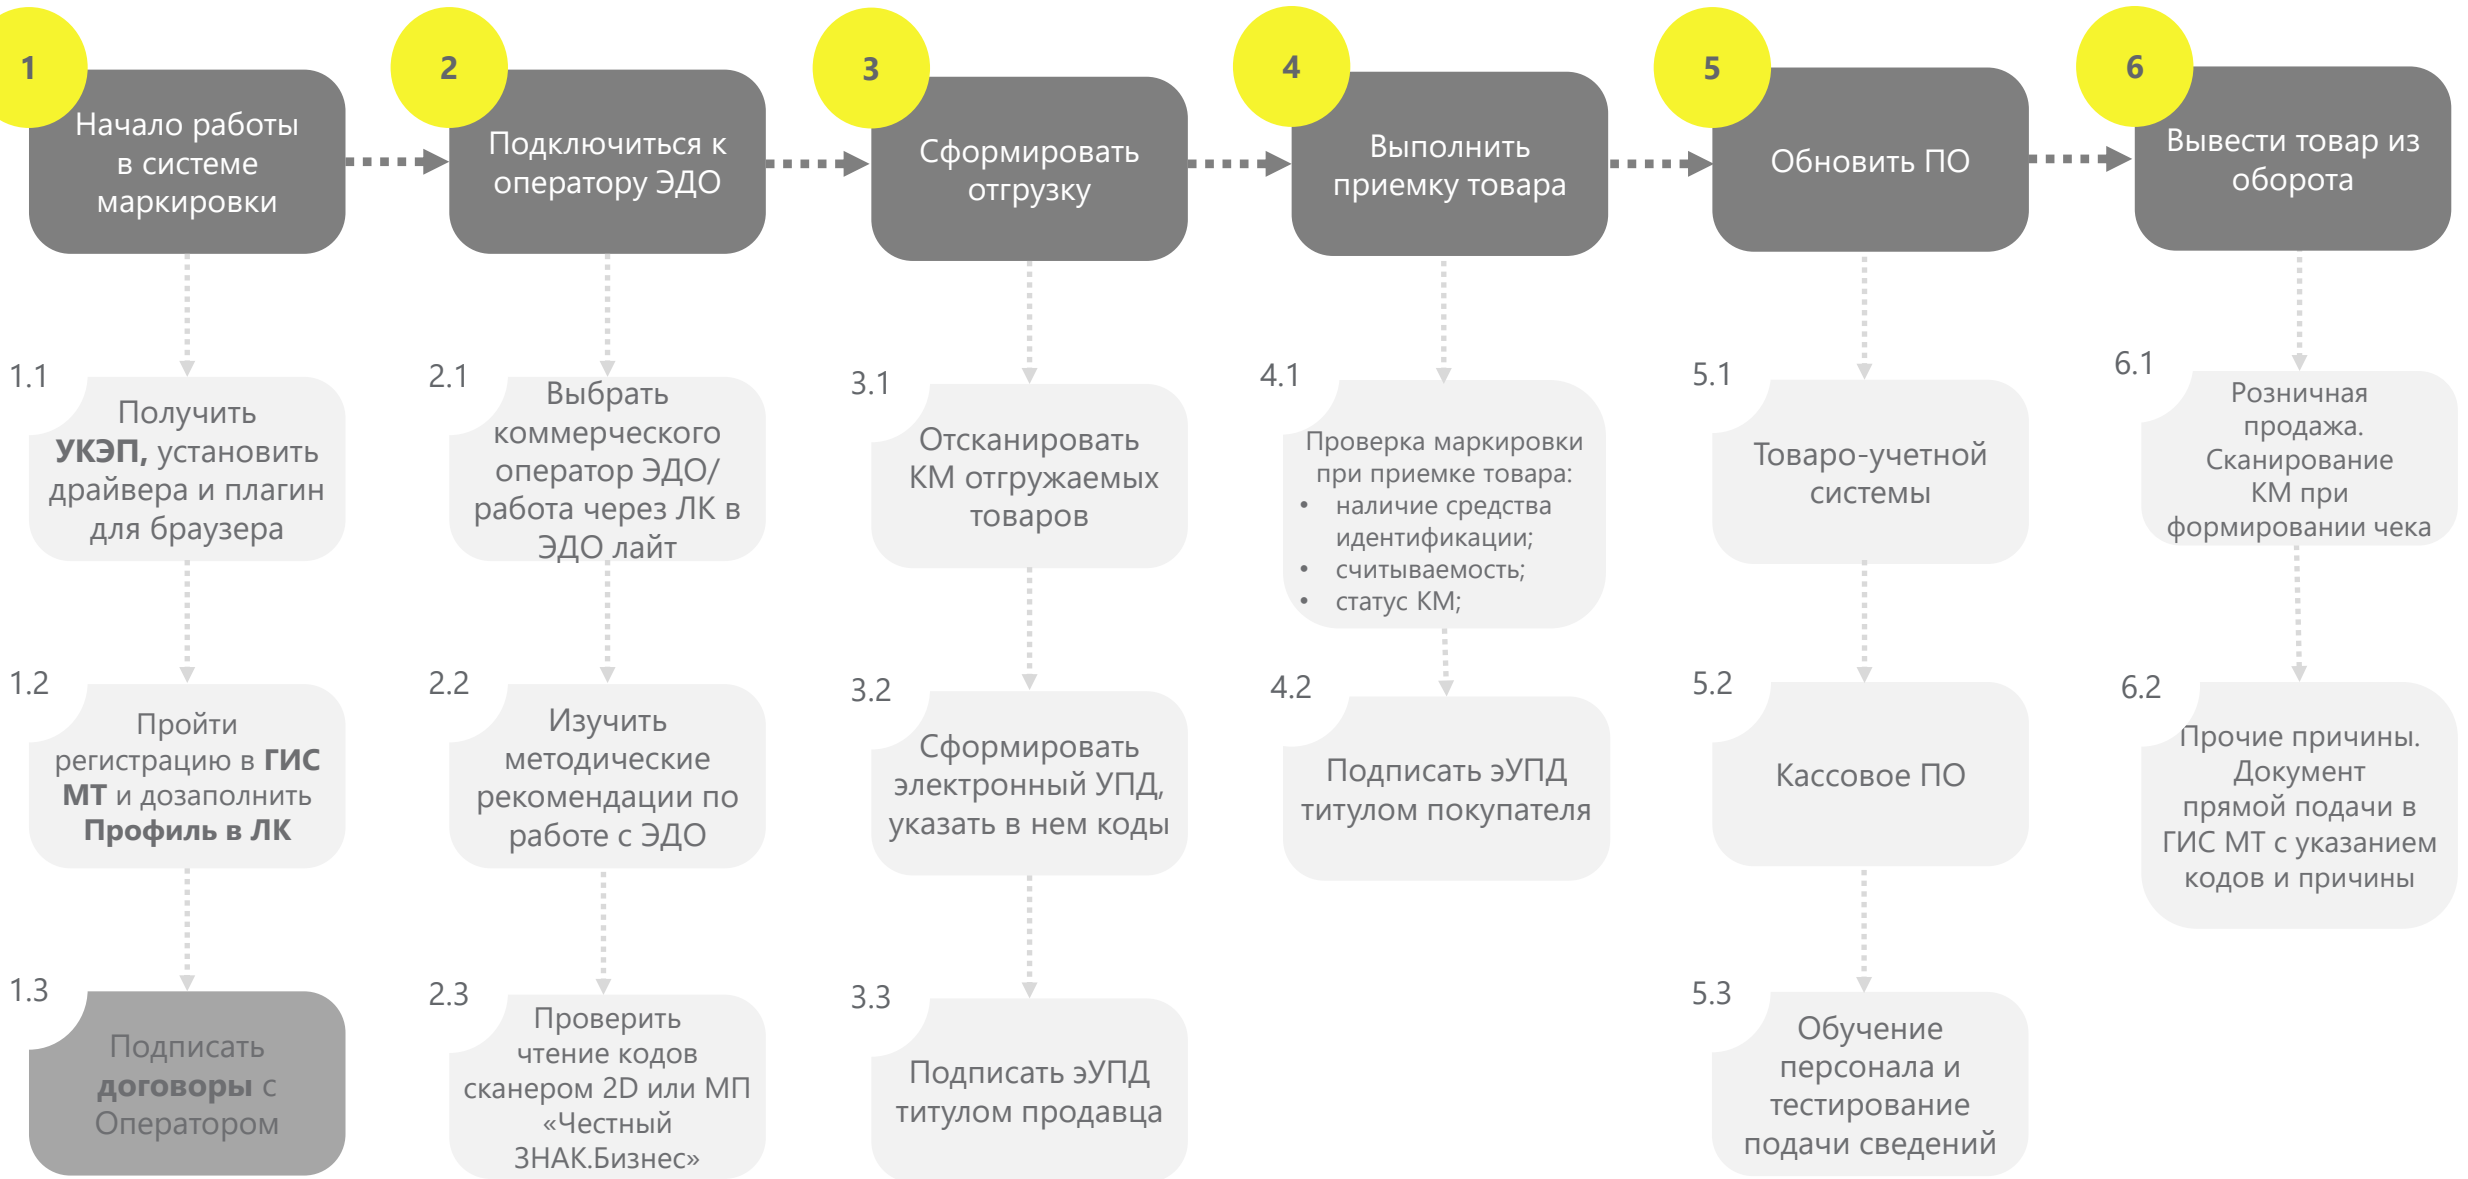 1
Начало работы
в системе
маркировки
2
Подключиться к
оператору ЭДО
3
Сформировать
отгрузку
4
Выполнить
приемку товара
5
Обновить ПО
6
Вывести товар из
оборота
1.1
Получить
УКЭП, установить
драйвера и плагин
для браузера
1.2
Пройти
регистрацию в ГИС
МТ и дозаполнить
Профиль в ЛК
1.3
Подписать
договоры с
Оператором
2.1
Выбрать
коммерческого
оператор ЭДО/
работа через ЛК в
ЭДО лайт
2.2
Изучить
методические
рекомендации по
работе с ЭДО
2.3
Проверить
чтение кодов
сканером 2D или МП
«Честный
ЗНАК.Бизнес»
3.1
Отсканировать
КМ отгружаемых
товаров
3.2
Сформировать
электронный УПД,
указать в нем коды
3.3
Подписать эУПД
титулом продавца
4.1
Проверка маркировки
при приемке товара:
• наличие средства
идентификации;
• считываемость;
• статус КМ;
4.2
Подписать эУПД
титулом покупателя
5.1
Товаро-учетной
системы
5.2
Кассовое ПО
5.3
Обучение
персонала и
тестирование
подачи сведений
6.1
Розничная
продажа.
Сканирование
КМ при
формировании чека
6.2
Прочие причины.
Документ
прямой подачи в
ГИС МТ с указанием
кодов и причины